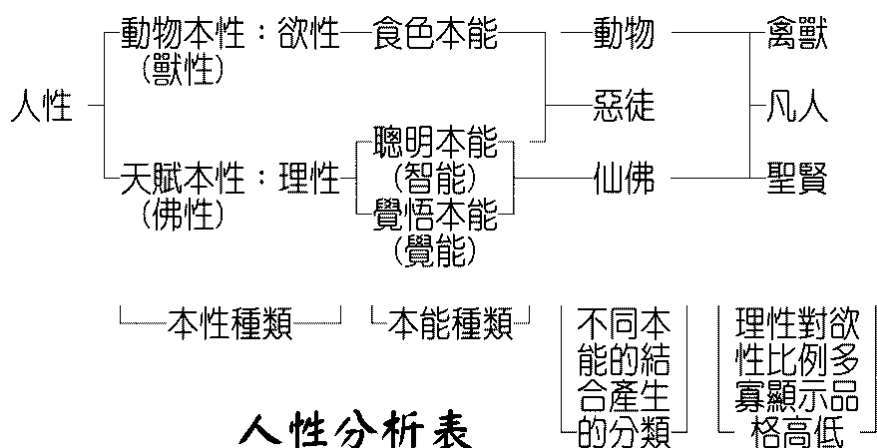 動物本性：欲性 食色本能 動物 禽獸
(獸性)
人性 惡徒 凡人
聰明本能
天賦本性：理性 (智能) 仙佛 聖賢
(佛性) 覺悟本能
(覺能)
本性種類 本能種類 不同本 理性對欲
能的結 性比例多
合產生 寡顯示品
的分類 格高低
人性分析表